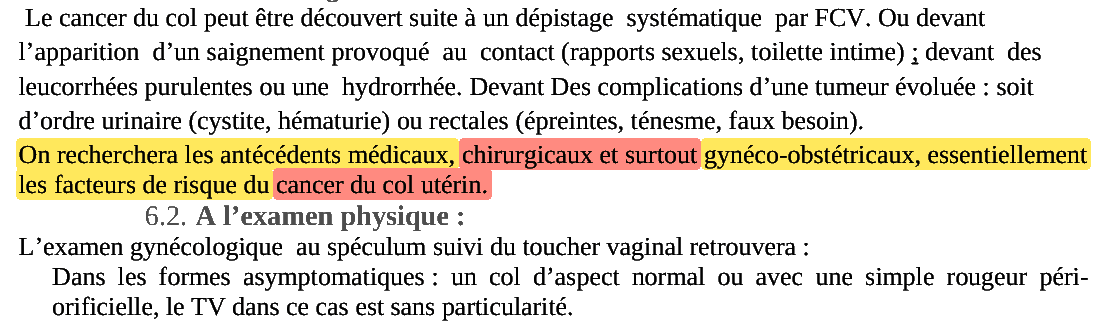 Le cancer du col peut être découvert suite à un dépistage systématique par FCV. Ou devant
l’apparition d’un saignement provoqué au contact (rapports sexuels, toilette intime) ; devant des
leucorrhées purulentes ou une hydrorrhée. Devant Des complications d’une tumeur évoluée : soit
d’ordre urinaire (cystite, hématurie) ou rectales (épreintes, ténesme, faux besoin).
On recherchera les antécédents médicaux, chirurgicaux et surtout gynéco-obstétricaux, essentiellement
les facteurs de risque du cancer du col utérin.
6.2. A l’examen physique :
L’examen gynécologique au spéculum suivi du toucher vaginal retrouvera :
Dans les formes asymptomatiques : un col d’aspect normal ou avec une simple rougeur péri-
orificielle, le TV dans ce cas est sans particularité.